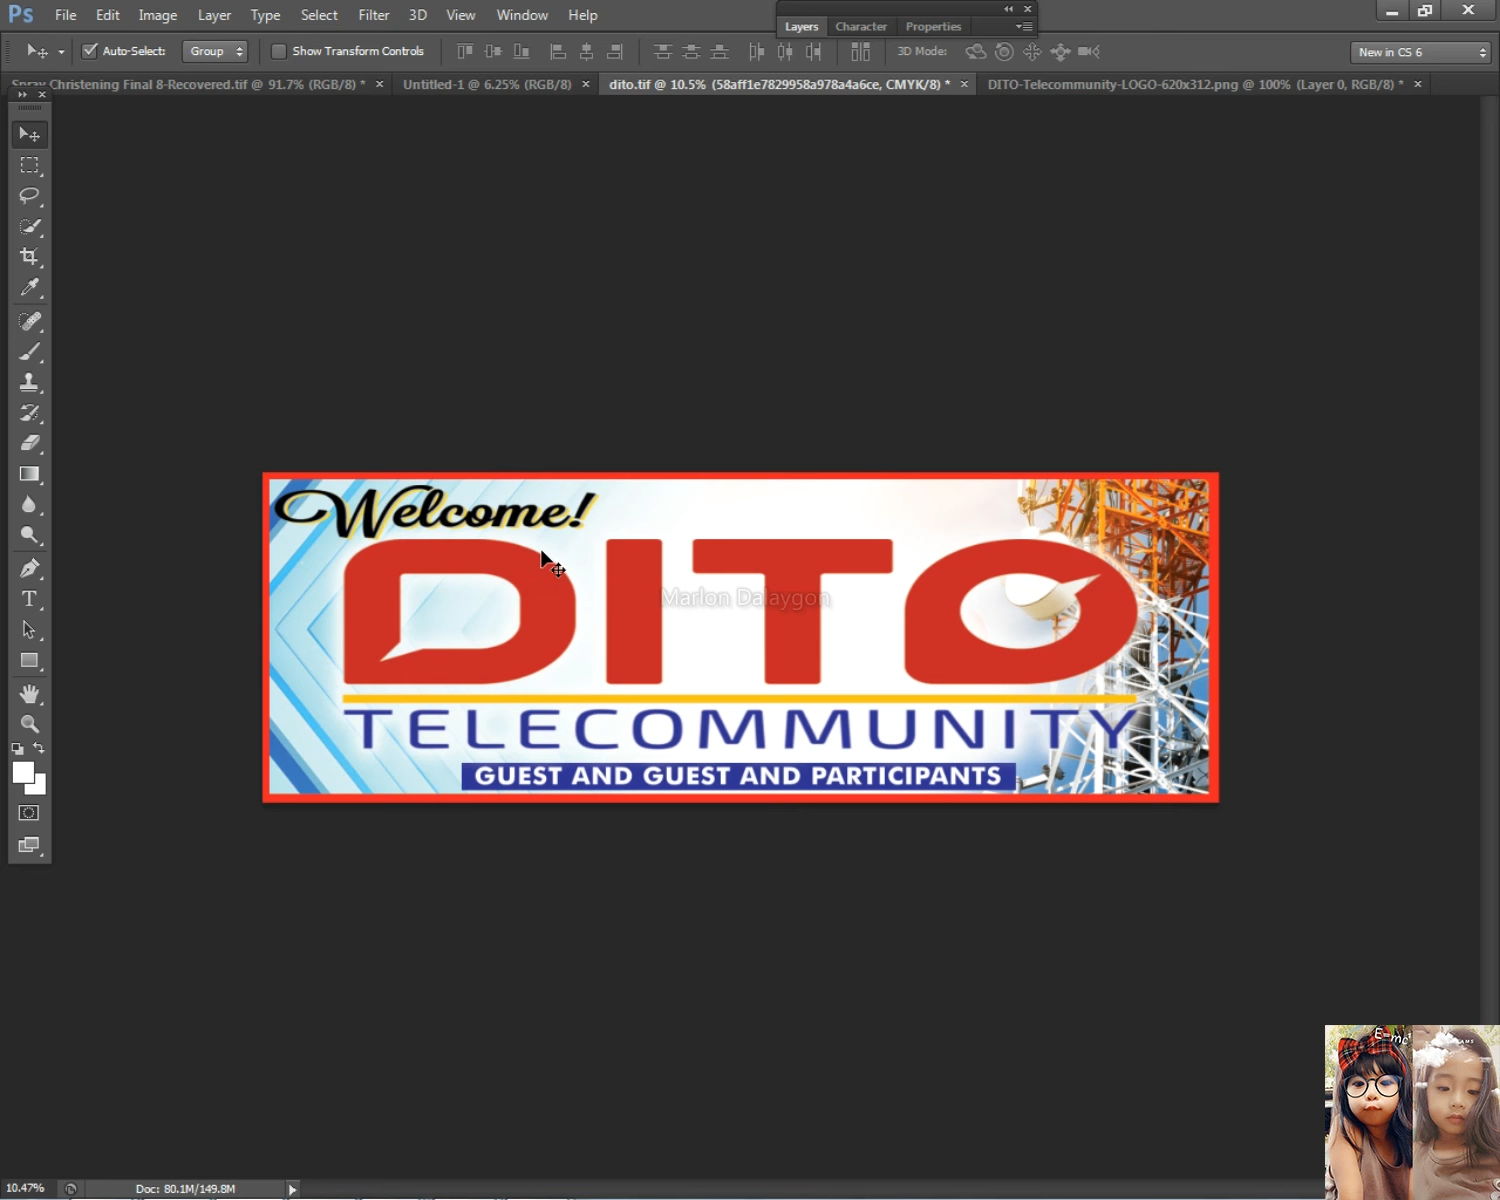 Ps File Edit Image Layer Type Select Filter 3D View Window Help
Layers Character Properties
Auto-Select: Group Show Transform Controls 3D Mode: New in CS 6
Spray Christening Final 8-Recovered.tif @ 91.7% (RGB/8) * × Untitled-1 @ 6.25% (RGB/8) × dito.tif @ 10.5% (58aff1e7829958a978a4a6ce, CMYK/8) * × DITO-Telecommunity-LOGO-620x312.png @ 100% (Layer 0, RGB/8) * ×
Welcome!
DITO
Marlon Dalaygon
TELECOMMUNITY
GUEST AND GUEST AND PARTICIPANTS
T
10.47% Doc: 80.1M/149.8M